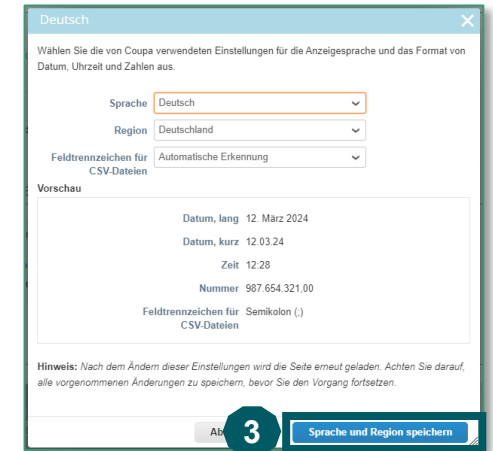 Deutsch
Wählen Sie die von Coupa verwendeten Einstellungen für die Anzeigesprache und das Format von
Datum, Uhrzeit und Zahlen aus.
Sprache Deutsch
Region Deutschland
Feldtrennzeichen für Automatische Erkennung
CSV-Dateien
Vorschau
Datum, lang 12. März 2024
Datum, kurz 12.03.24
Zeit 12:28
Nummer 987.654.321,00
Feldtrennzeichen für Semikolon (;)
CSV-Dateien
Hinweis: Nach dem Ändern dieser Einstellungen wird die Seite erneut geladen. Achten Sie darauf,
alle vorgenommenen Änderungen zu speichern, bevor Sie den Vorgang fortsetzen.
3 Sprache und Region speichern